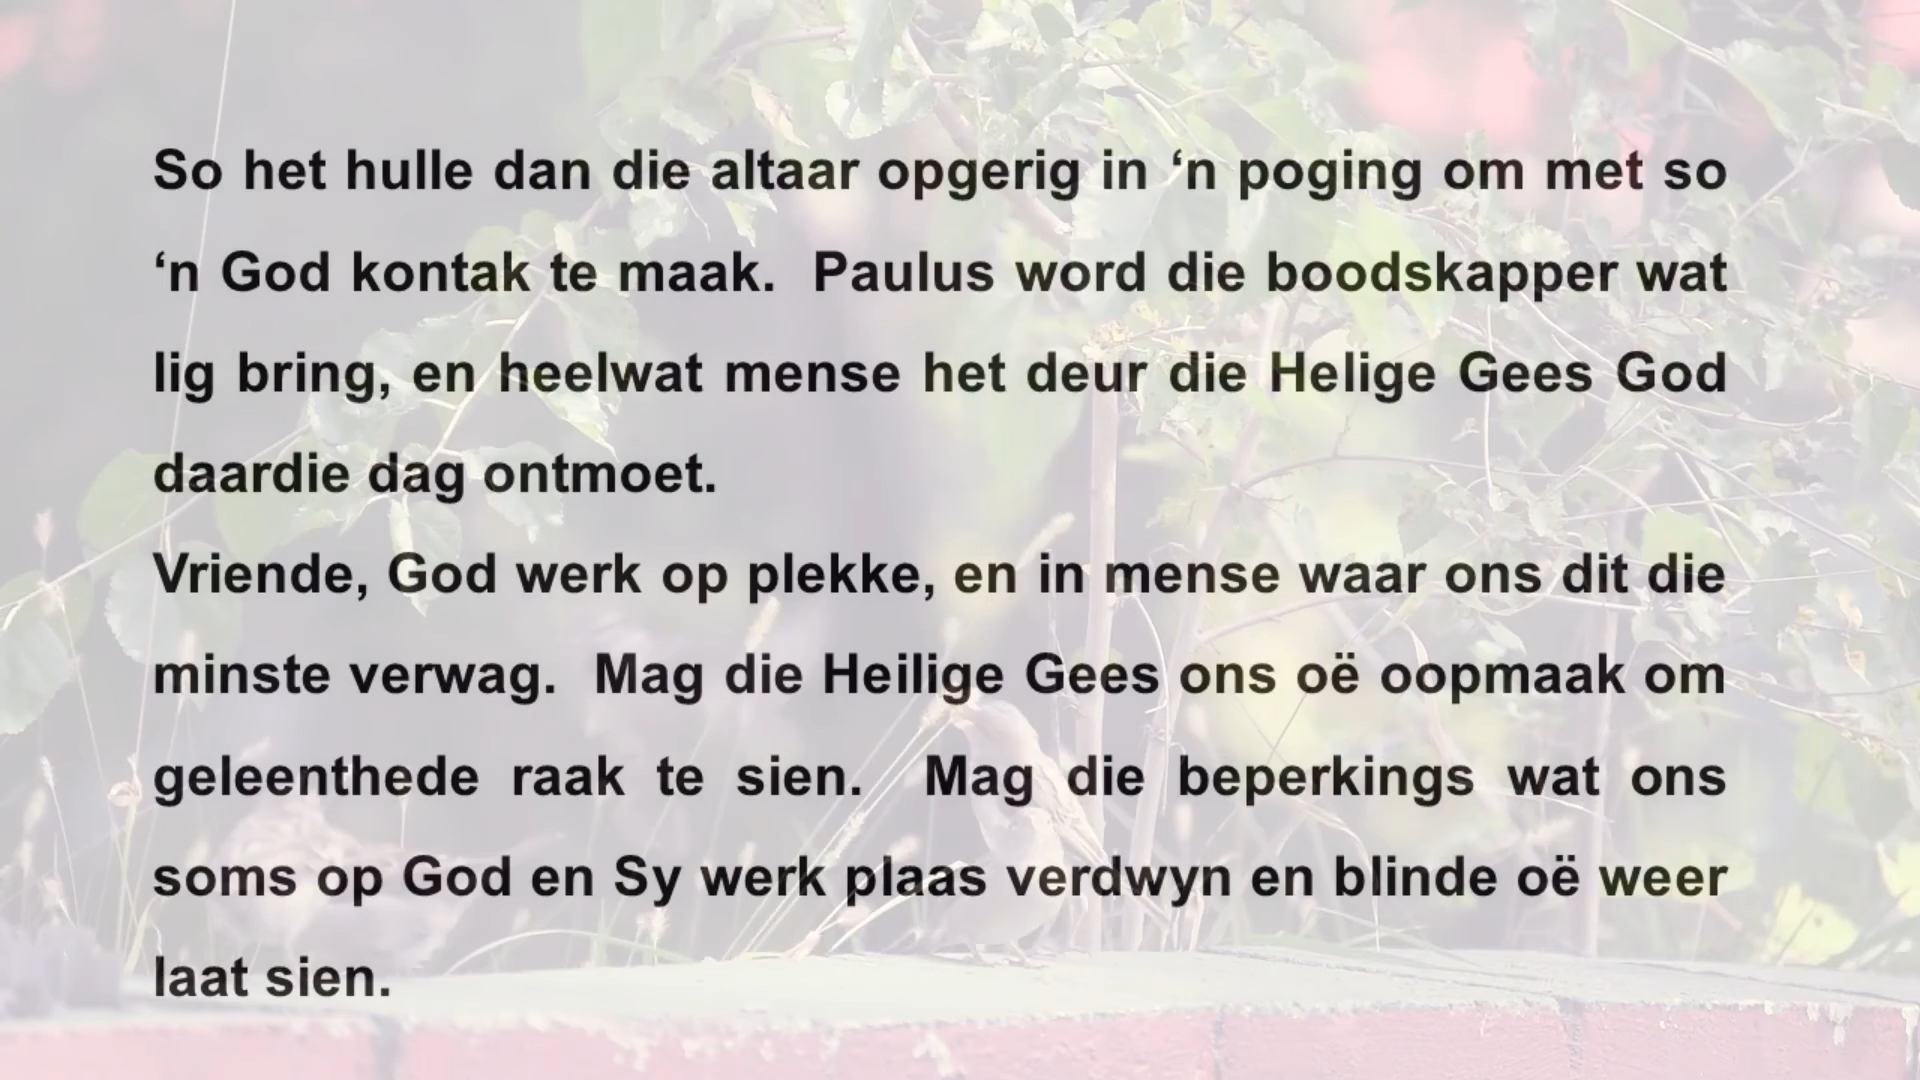 So het hulle dan die altaar opgerig in ‘n poging om met so
‘n God kontak te maak.  Paulus word die boodskapper wat
lig bring, en heelwat mense het deur die Helige Gees God
daardie dag ontmoet.
Vriende, God werk op plekke, en in mense waar ons dit die
minste verwag.  Mag die Heilige Gees ons oë oopmaak om
geleenthede raak te sien.  Mag die beperkings wat ons
soms op God en Sy werk plaas verdwyn en blinde oë weer
laat sien.